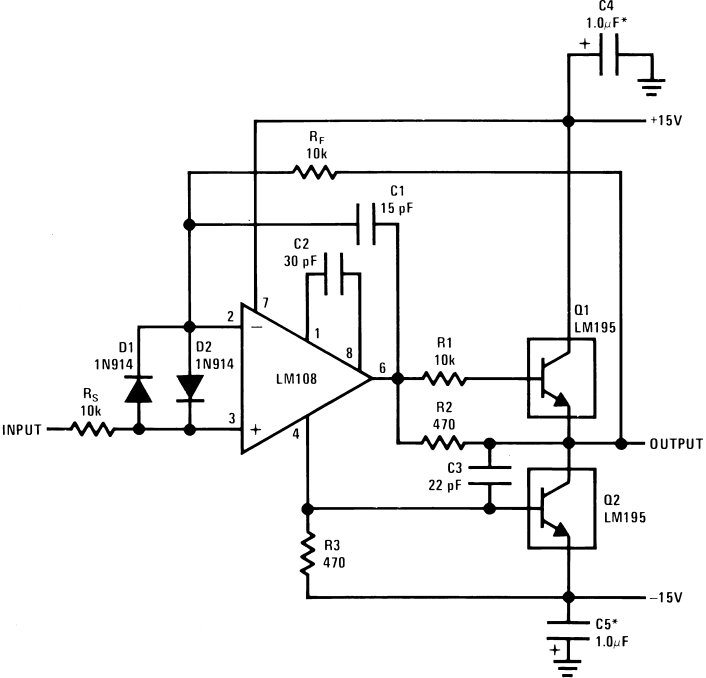 C4
1.0μF*
+
+15V
RF
10k
C1
15 pF
C2
30 pF
7
Q1
LM195
2
−
1
D1
1N914
D2
1N914
8
6
R1
10k
LM108
RS
10k
R2
470
3
+
4
INPUT
OUTPUT
C3
22 pF
Q2
LM195
R3
470
−15V
C5*
1.0μF
+